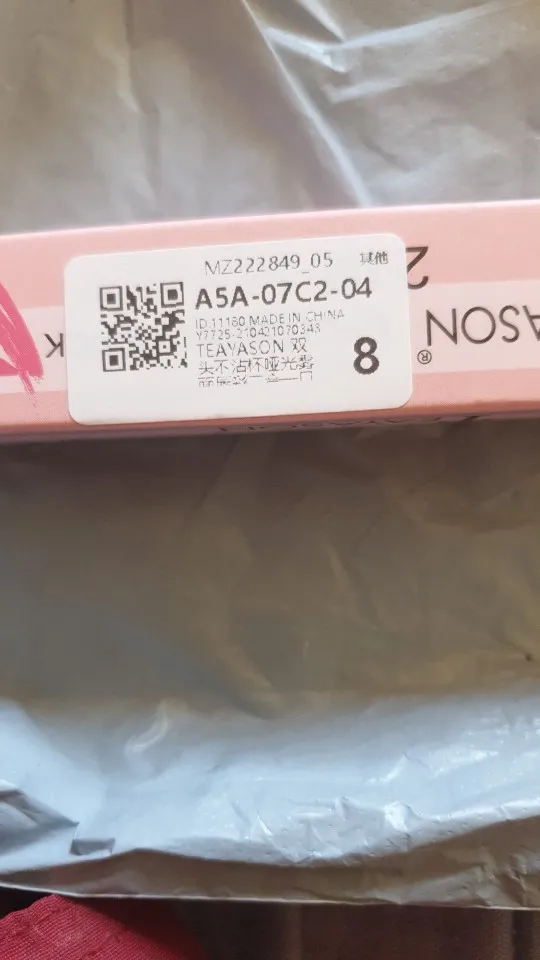 MZ222849_05 其他
A5A-07C2-04
ID:11180 MADE IN CHINA
Y7725-210421070343
TEAYASON 双
头不沾杯哑光雾
8
K
ASON®
2